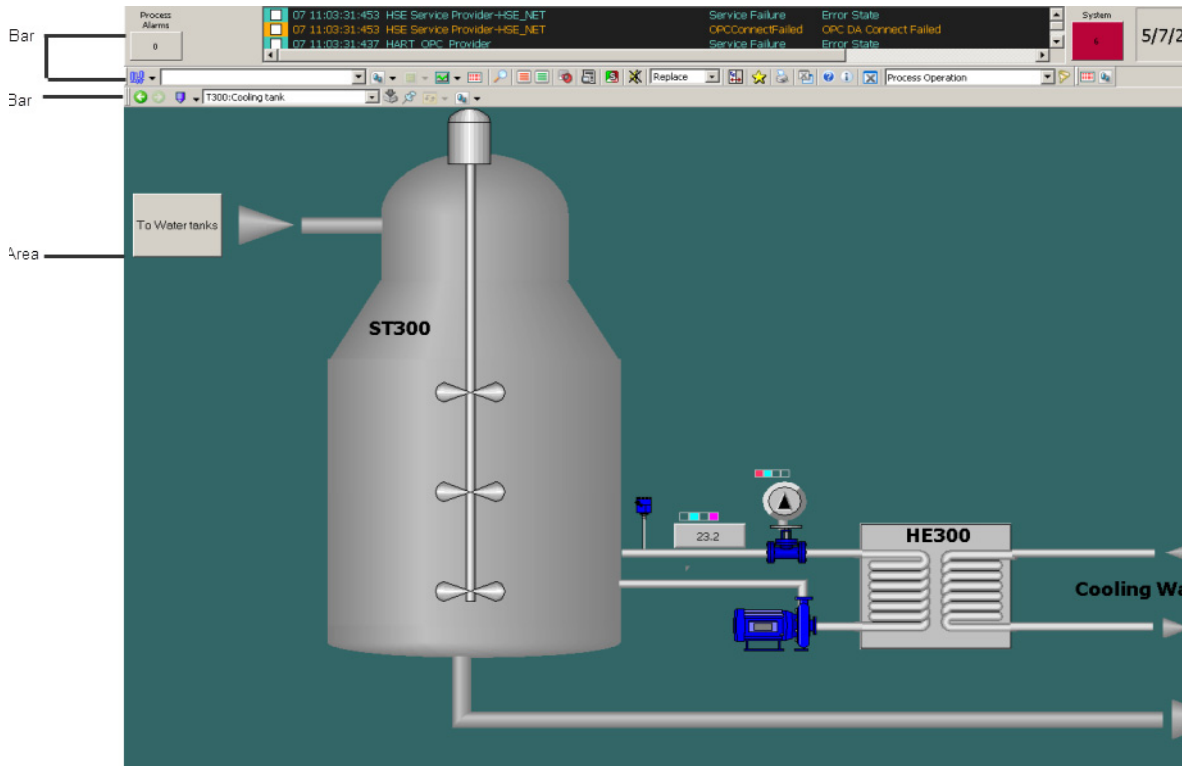 Bar
Bar
Area
Process
Alarms
0
07 11:03:31:453 HSE Service Provider-HSE_NET Service Failure Error State
07 11:03:31:453 HSE Service Provider-HSE_NET OPCConnectFailed OPC DA Connect Failed
07 11:03:31:437 HART_OPC_Provider Service Failure Error State
System
6
5/7/2
Replace
Process Operation
T300:Cooling tank
To Water tanks
ST300
23.2
HE300
Cooling Wa